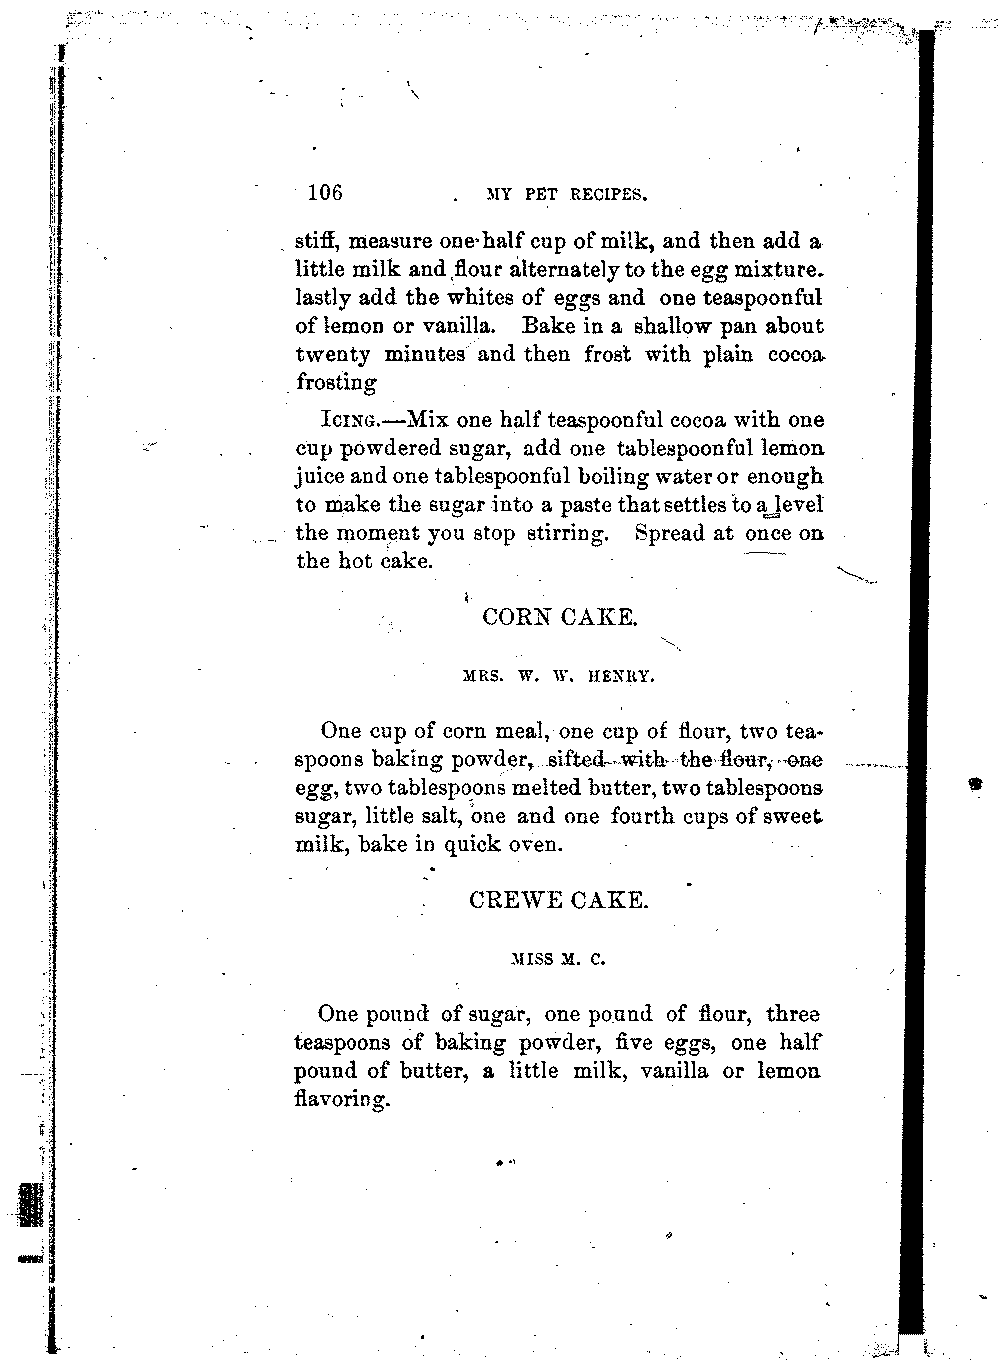 106 MY PET RECIPES.
stiff, measure one-half cup of milk, and then add a
little milk and flour alternately to the egg mixture.
lastly add the whites of eggs and one teaspoonful
of lemon or vanilla. Bake in a shallow pan about
twenty minutes and then frost with plain cocoa
frosting
ICING.—Mix one half teaspoonful cocoa with one
cup powdered sugar, add one tablespoonful lemon
juice and one tablespoonful boiling water or enough
to make the sugar into a paste that settles to a level
the moment you stop stirring. Spread at once on
the hot cake.
CORN CAKE.
MRS. W. W. HENRY.
One cup of corn meal, one cup of flour, two tea-
spoons baking powder, sifted with the flour, one
egg, two tablespoons melted butter, two tablespoons
sugar, little salt, one and one fourth cups of sweet
milk, bake in quick oven.
CREWE CAKE.
MISS M. C.
One pound of sugar, one pound of flour, three
teaspoons of baking powder, five eggs, one half
pound of butter, a little milk, vanilla or lemon
flavoring.